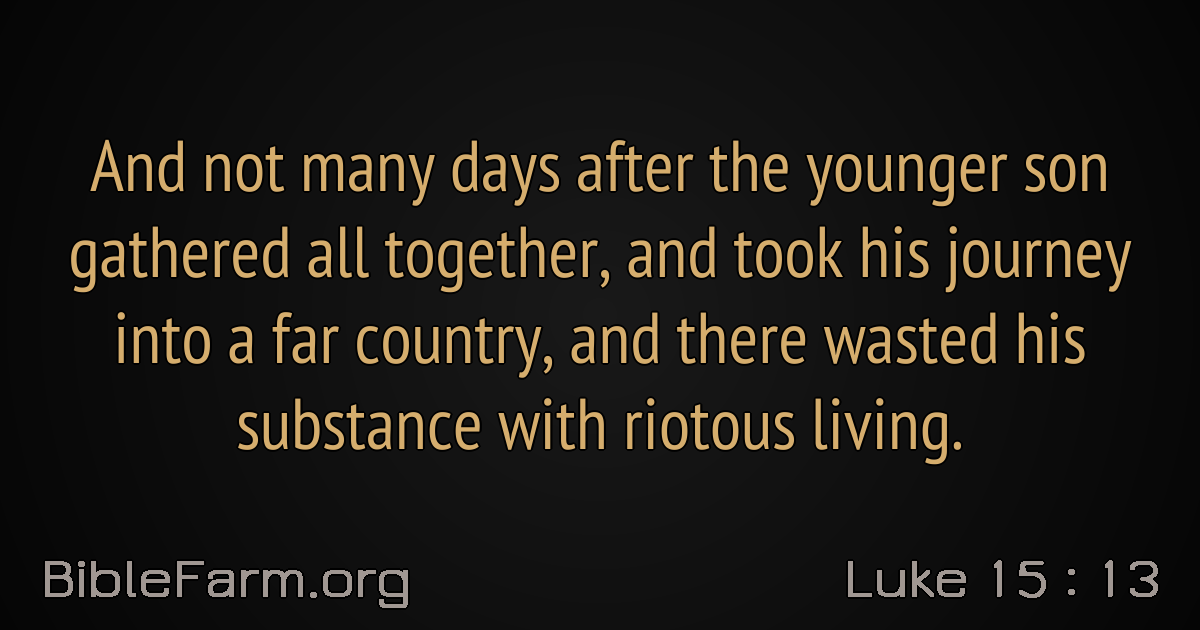 And not many days after the younger son
gathered all together, and took his journey
into a far country, and there wasted his
substance with riotous living.
BibleFarm.org
Luke 15 : 13